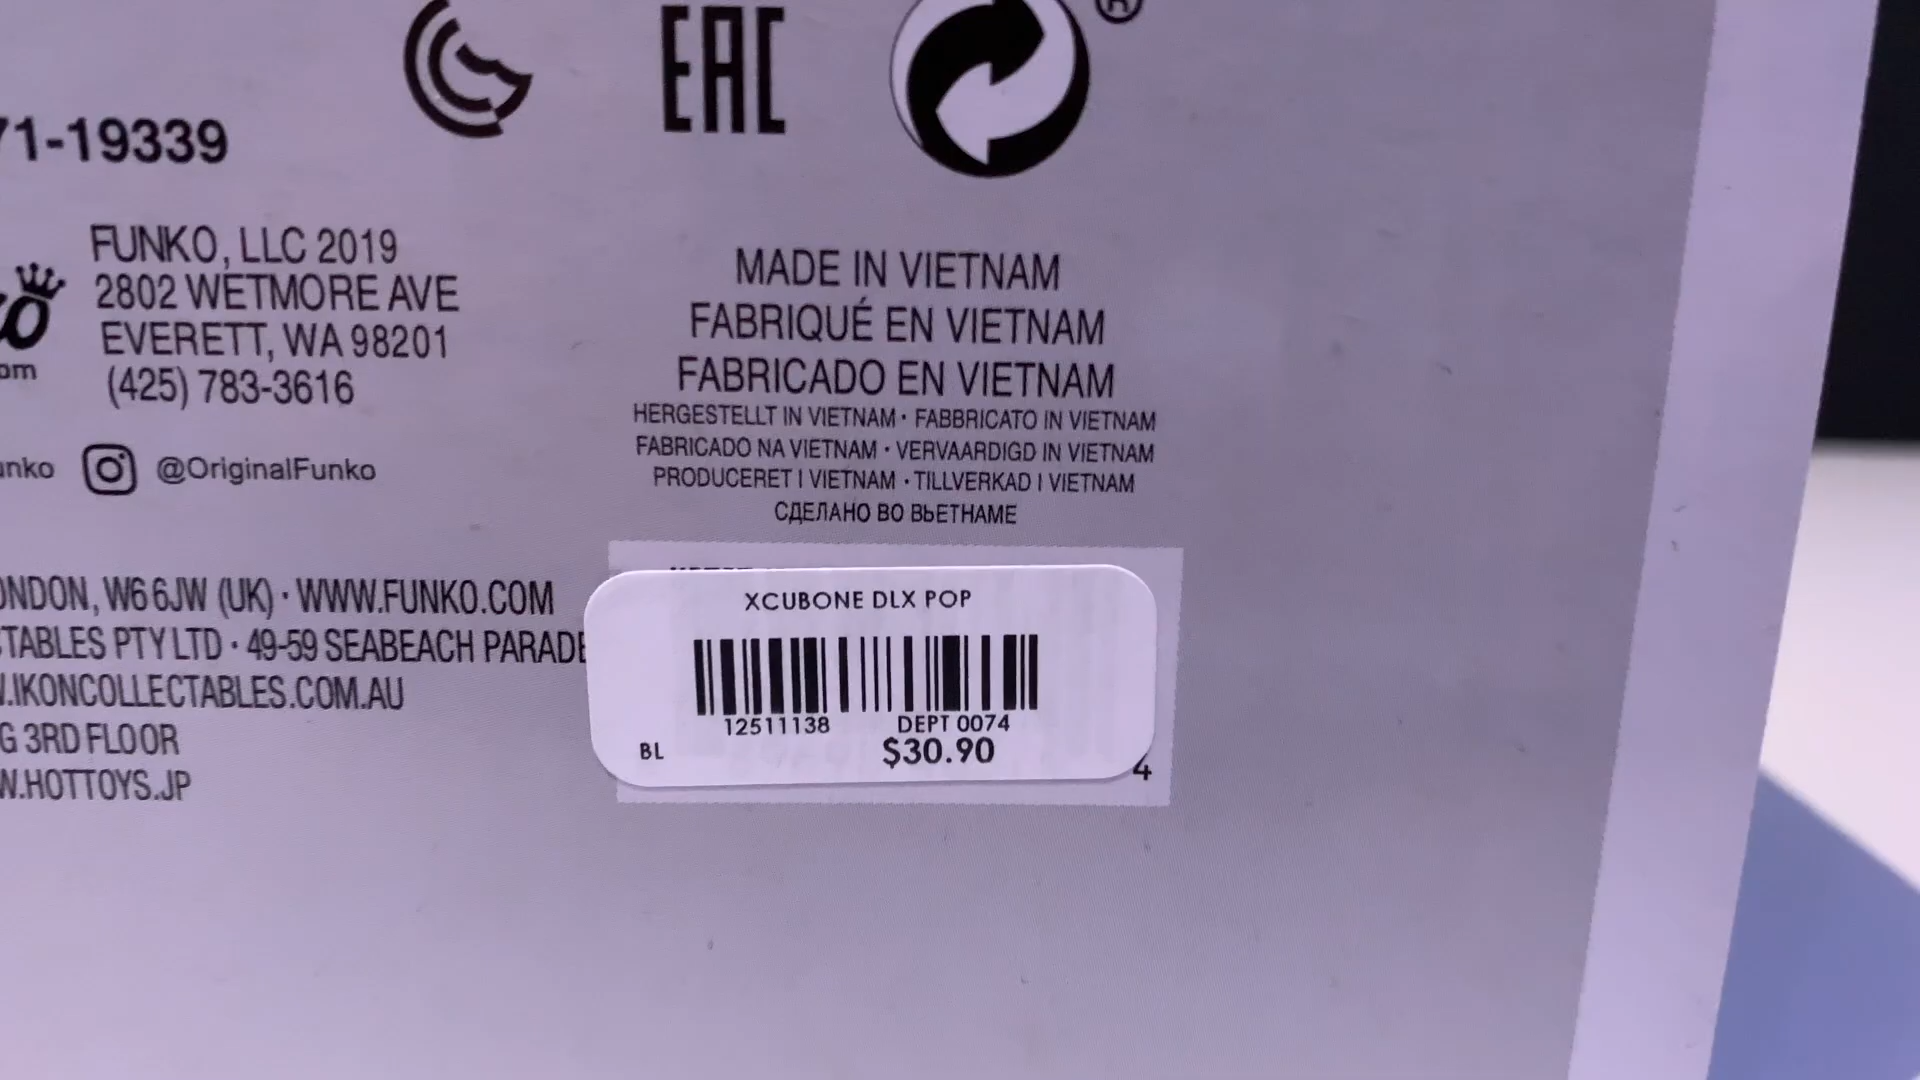 EAC
®
71-19339
FUNKO, LLC 2019
2802 WETMORE AVE
EVERETT, WA 98201
(425) 783-3616
@OriginalFunko
MADE IN VIETNAM
FABRIQUÉ EN VIETNAM
FABRICADO EN VIETNAM
HERGESTELLT IN VIETNAM · FABBRICATO IN VIETNAM
FABRICADO NA VIETNAM · VERVAARDIGD IN VIETNAM
PRODUCERET I VIETNAM · TILLVERKAD I VIETNAM
СДЕЛАНО ВО ВЬЕТНАМЕ
ONDON, W6 6JW (UK) · WWW.FUNKO.COM
TABLES PTY LTD · 49-59 SEABEACH PARADE
.IKONCOLLECTABLES.COM.AU
G 3RD FLOOR
W.HOTTOYS.JP
XCUBONE DLX POP
12511138 DEPT 0074
BL $30.90
4